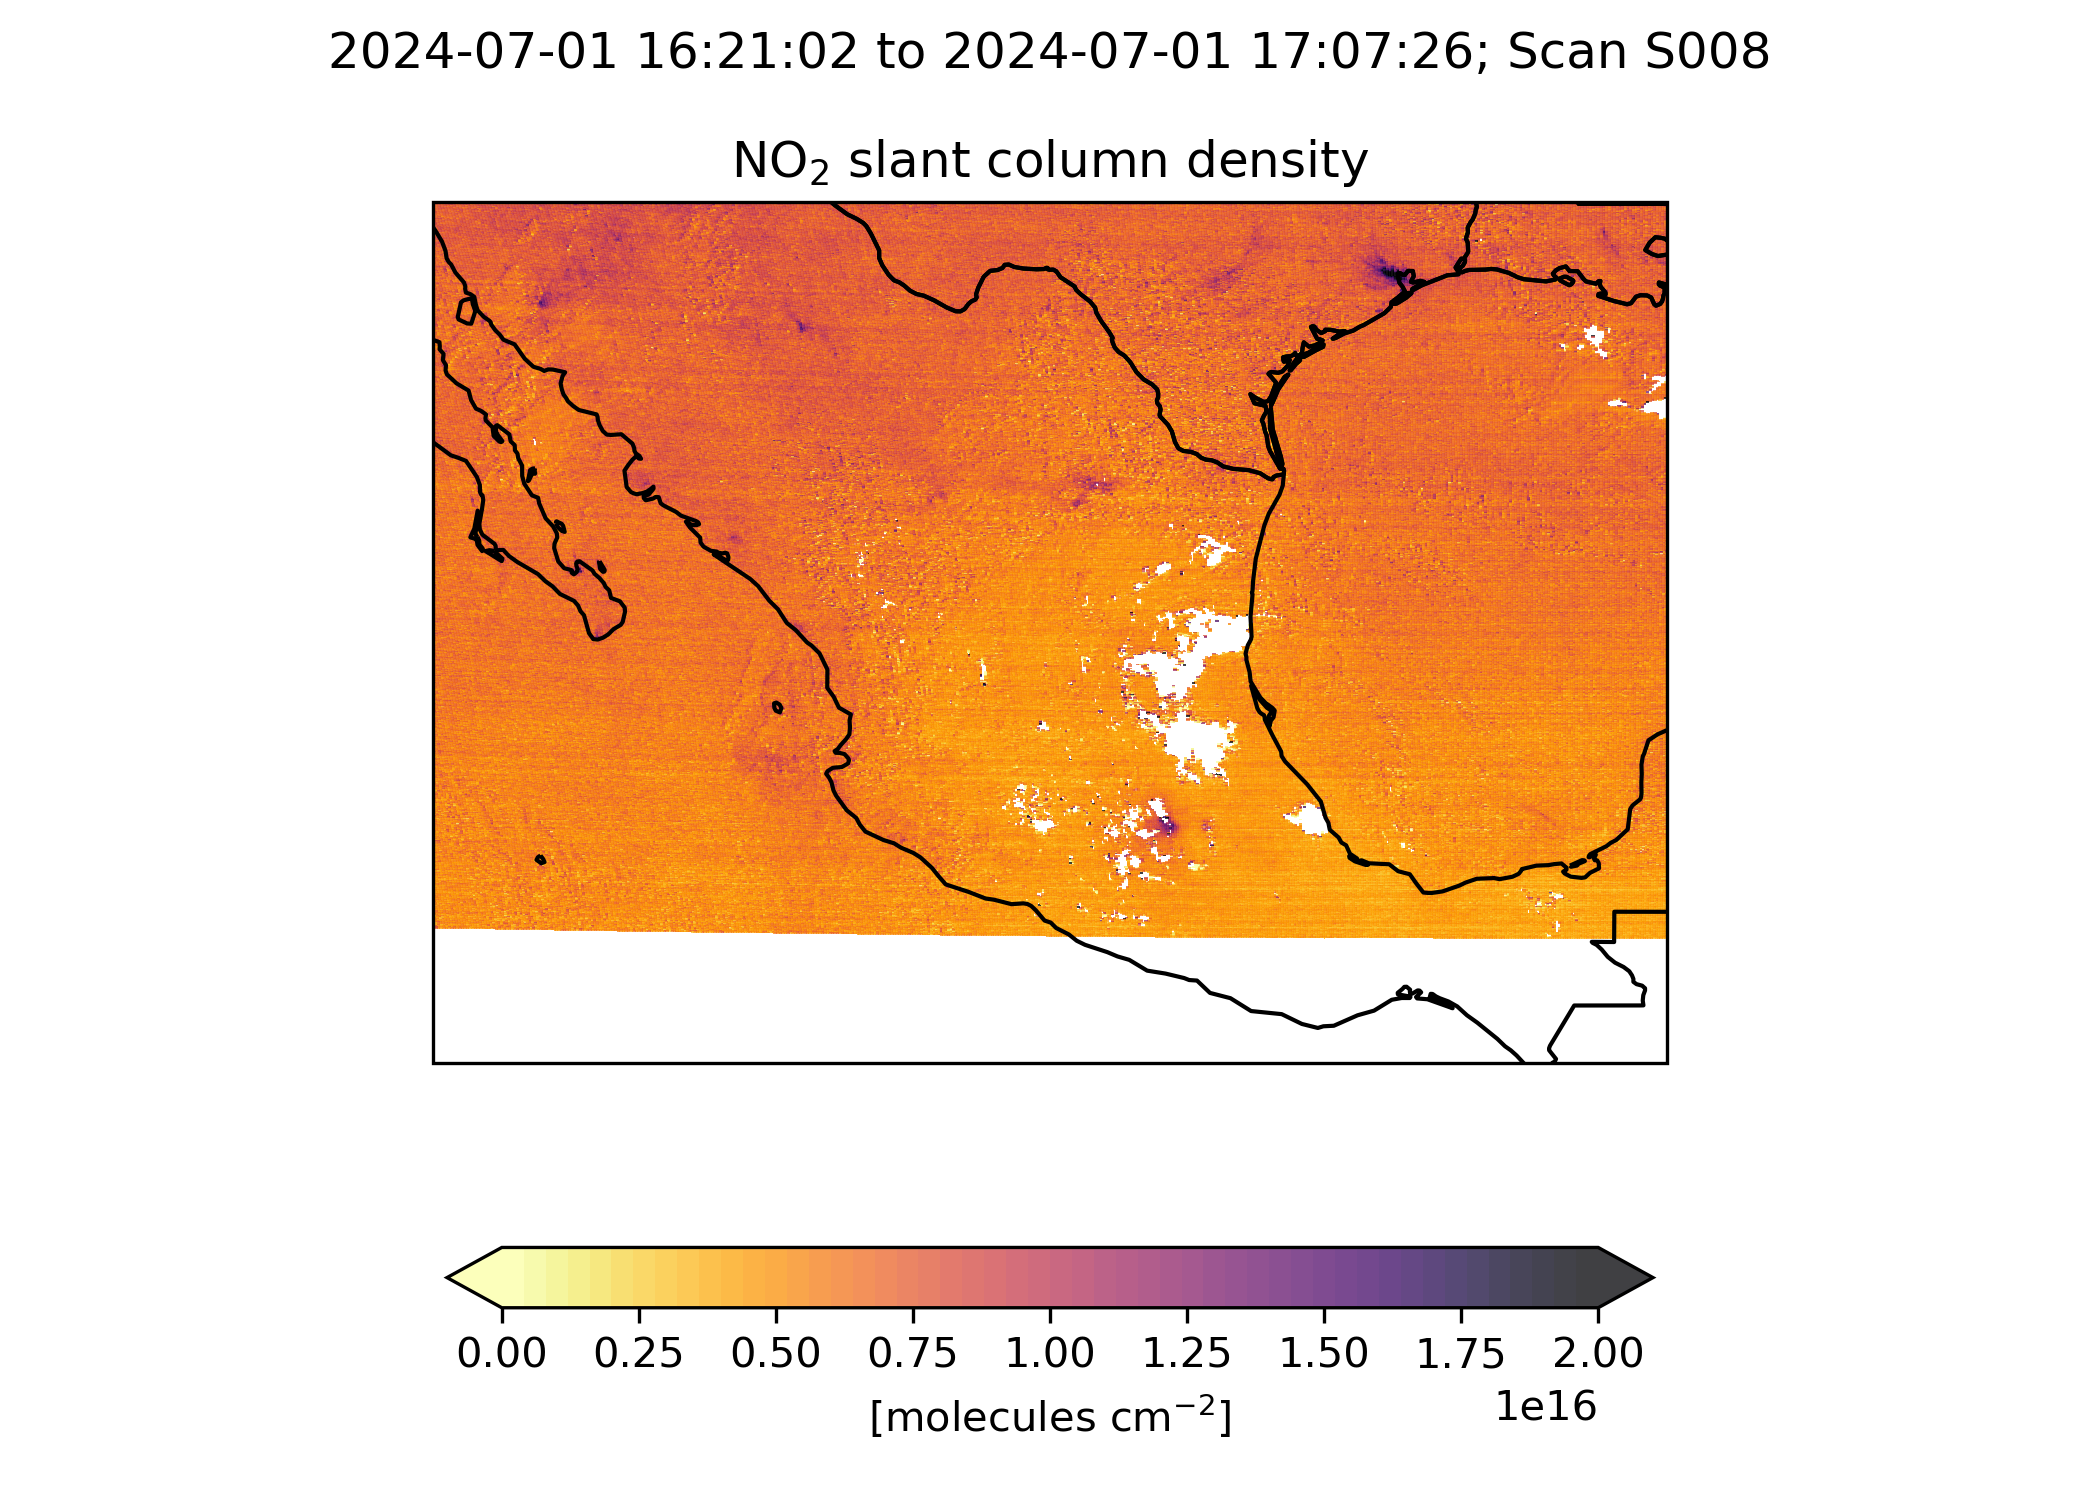 2024-07-01 16:21:02 to 2024-07-01 17:07:26; Scan S008
NO₂ slant column density
0.00 0.25 0.50 0.75 1.00 1.25 1.50 1.75 2.00
1e16
[molecules cm⁻²]